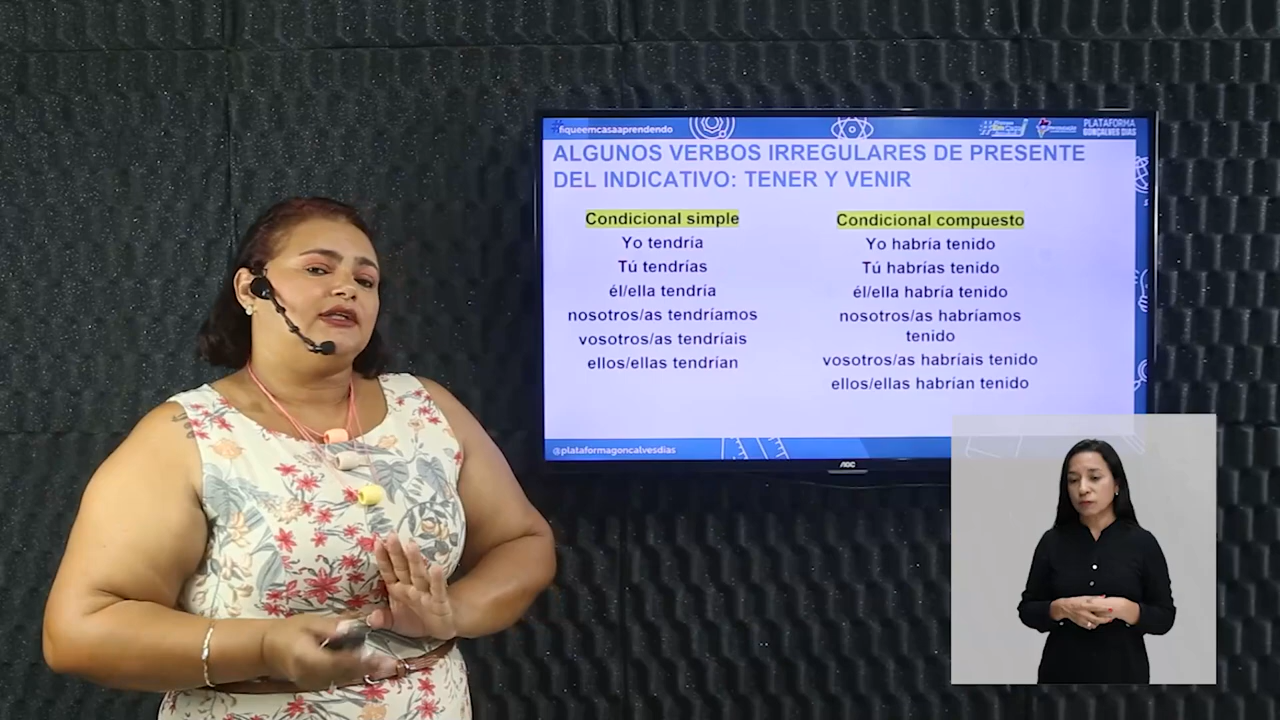 #fiqueemcasaaprendendo
PLATAFORMA
GONÇALVES DIAS
ALGUNOS VERBOS IRREGULARES DE PRESENTE
DEL INDICATIVO: TENER Y VENIR
Condicional simple
Yo tendría
Tú tendrías
él/ella tendría
nosotros/as tendríamos
vosotros/as tendríais
ellos/ellas tendrían
Condicional compuesto
Yo habría tenido
Tú habrías tenido
él/ella habría tenido
nosotros/as habríamos
tenido
vosotros/as habríais tenido
ellos/ellas habrían tenido
@plataformagoncalvesdias
AOC